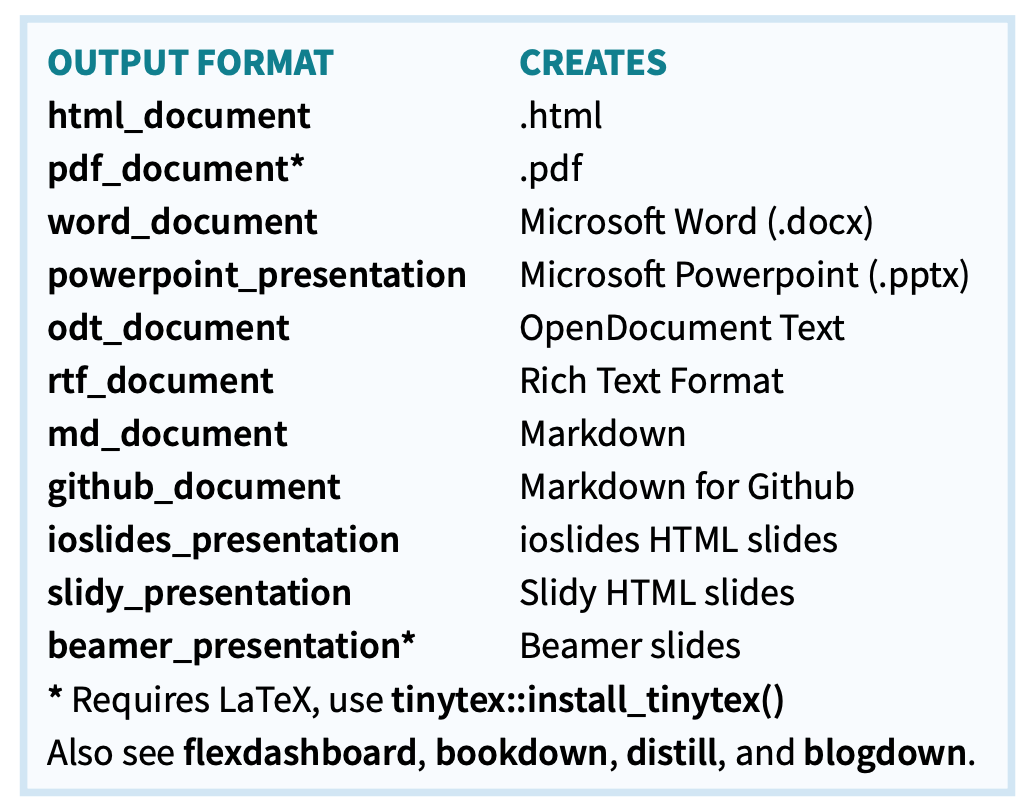 OUTPUT FORMAT CREATES
html_document .html
pdf_document* .pdf
word_document Microsoft Word (.docx)
powerpoint_presentation Microsoft Powerpoint (.pptx)
odt_document OpenDocument Text
rtf_document Rich Text Format
md_document Markdown
github_document Markdown for Github
ioslides_presentation ioslides HTML slides
slidy_presentation Slidy HTML slides
beamer_presentation* Beamer slides
* Requires LaTeX, use tinytex::install_tinytex()
Also see flexdashboard, bookdown, distill, and blogdown.